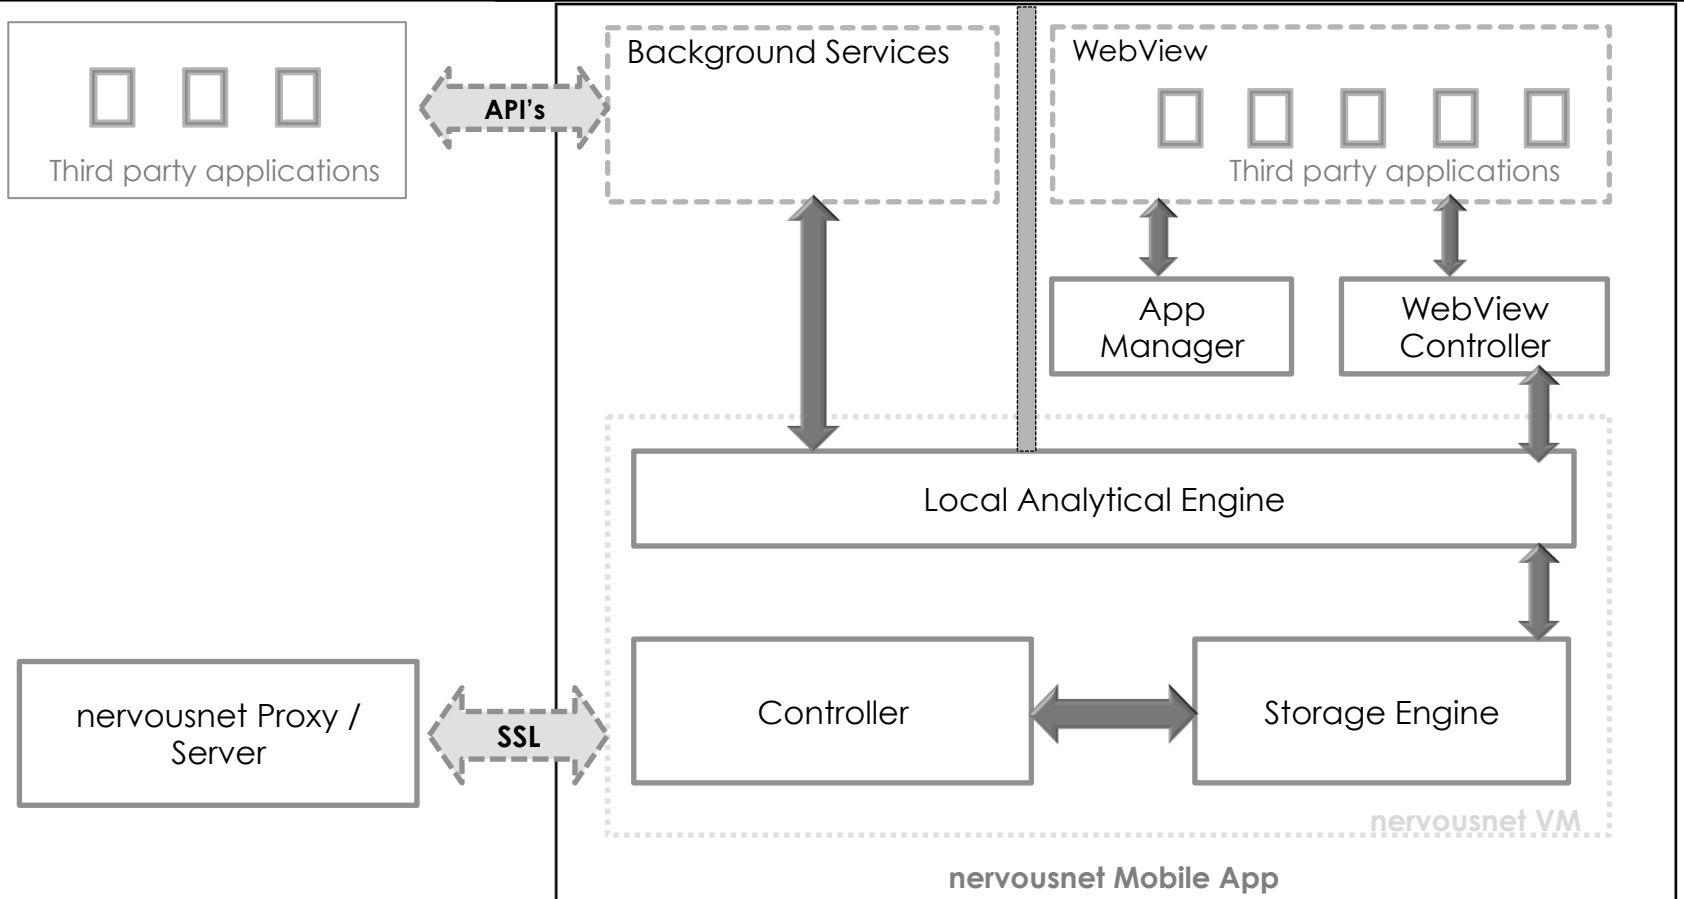 Background Services
WebView
API's
Third party applications
Third party applications
App
Manager
WebView
Controller
Local Analytical Engine
nervousnet Proxy /
Server
SSL
Controller
Storage Engine
nervousnet VM
nervousnet Mobile App